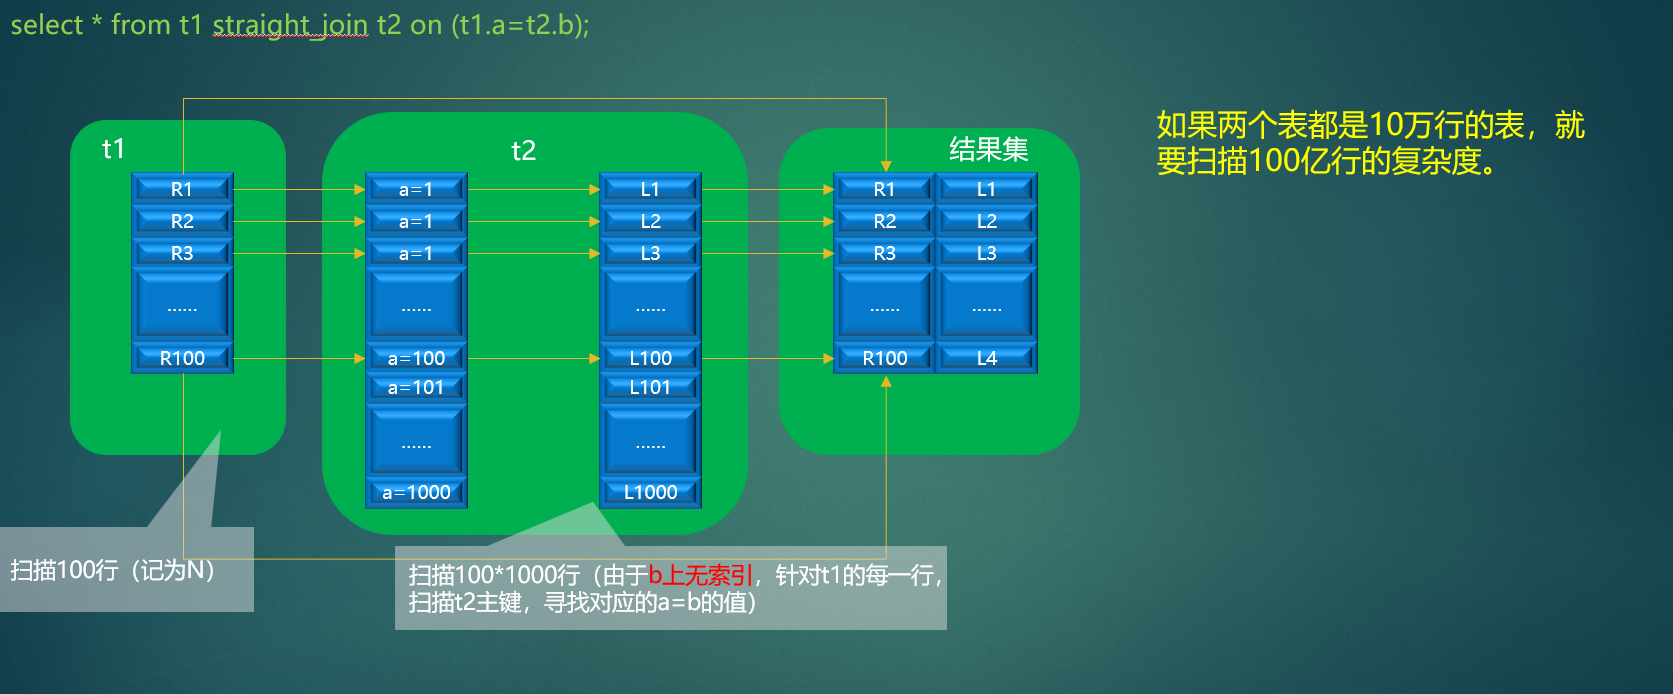 select * from t1 straight_join t2 on (t1.a=t2.b);
如果两个表都是10万行的表，就
要扫描100亿行的复杂度。
t1
t2
结果集
R1 a=1 L1 R1 L1
R2 a=1 L2 R2 L2
R3 a=1 L3 R3 L3
...... ...... ...... ...... ......
R100 a=100 L100 R100 L4
a=101 L101
...... ......
a=1000 L1000
扫描100行（记为N）
扫描100*1000行（由于b上无索引，针对t1的每一行，
扫描t2主键，寻找对应的a=b的值）